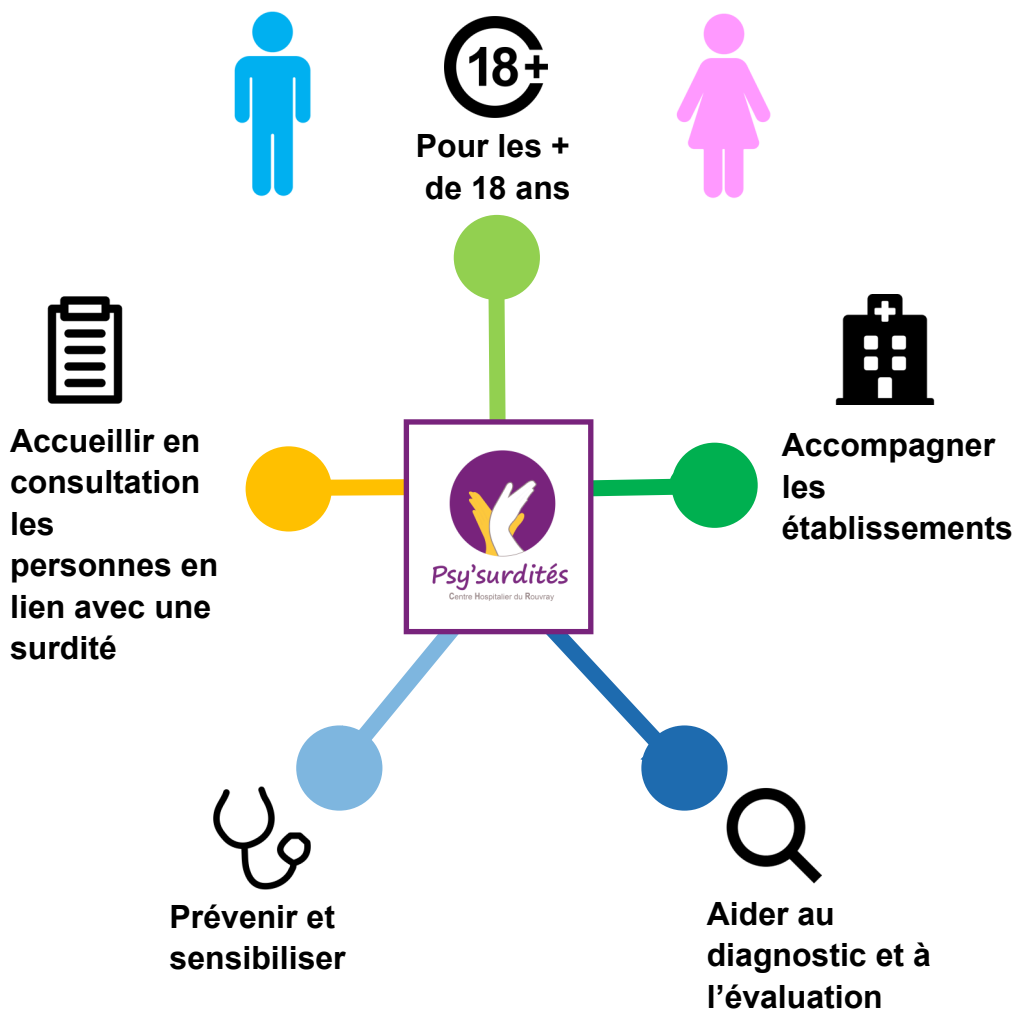 18+
Pour les +
de 18 ans
Accueillir en
consultation
les
personnes en
lien avec une
surdité
Accompagner
les
établissements
Psy'surdités
Centre Hospitalier du Rouvray
Prévenir et
sensibiliser
Aider au
diagnostic et à
l’évaluation